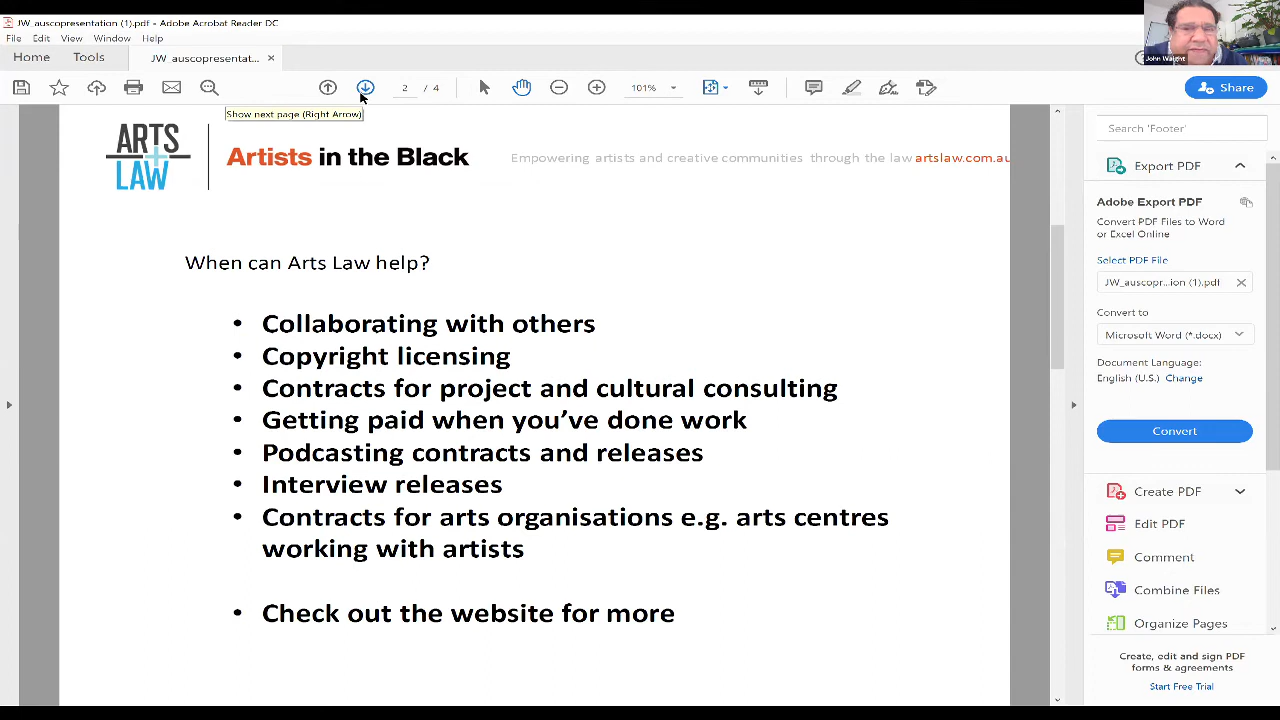 JW_auscopresentation (1).pdf - Adobe Acrobat Reader DC
File Edit View Window Help
Home Tools JW_auscopresentat... ×
John Waight
2 / 4 101% Share
Show next page (Right Arrow)
ARTS
LAW
Artists in the Black
Empowering artists and creative communities through the law artslaw.com.au
When can Arts Law help?
• Collaborating with others
• Copyright licensing
• Contracts for project and cultural consulting
• Getting paid when you’ve done work
• Podcasting contracts and releases
• Interview releases
• Contracts for arts organisations e.g. arts centres
working with artists
• Check out the website for more
Search 'Footer'
Export PDF
Adobe Export PDF
Convert PDF Files to Word
or Excel Online
Select PDF File
JW_auscopr...ion (1).pdf ×
Convert to
Microsoft Word (*.docx)
Document Language:
English (U.S.) Change
Convert
Create PDF
Edit PDF
Comment
Combine Files
Organize Pages
Create, edit and sign PDF
forms & agreements
Start Free Trial